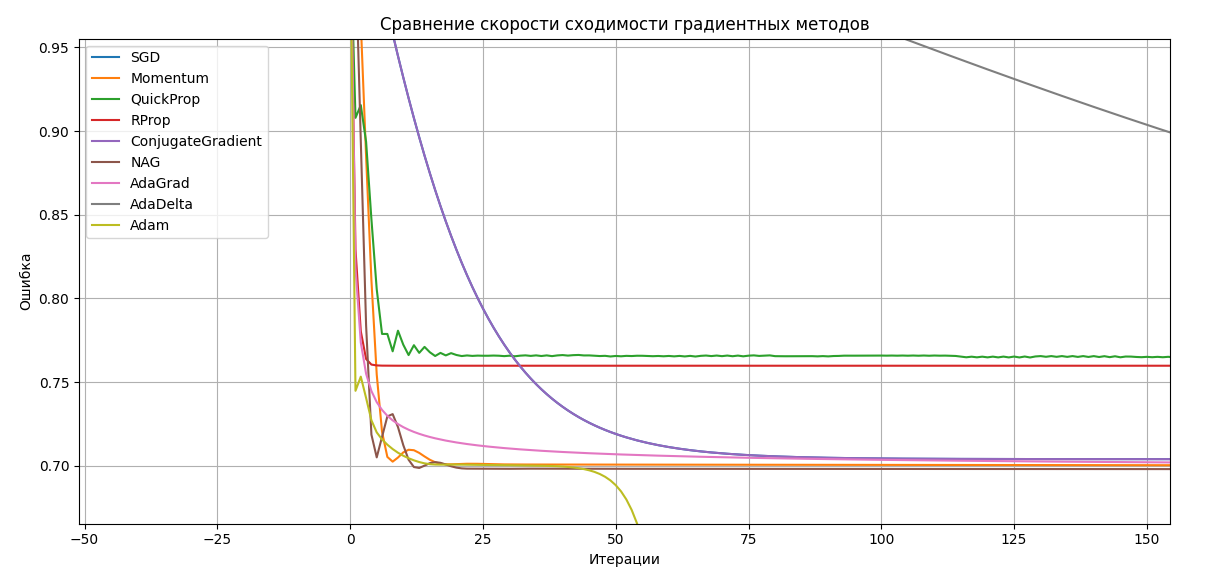 Сравнение скорости сходимости градиентных методов
0.95
0.90
0.85
0.80
0.75
0.70
Ошибка
SGD
Momentum
QuickProp
RProp
ConjugateGradient
NAG
AdaGrad
AdaDelta
Adam
−50 −25 0 25 50 75 100 125 150
Итерации